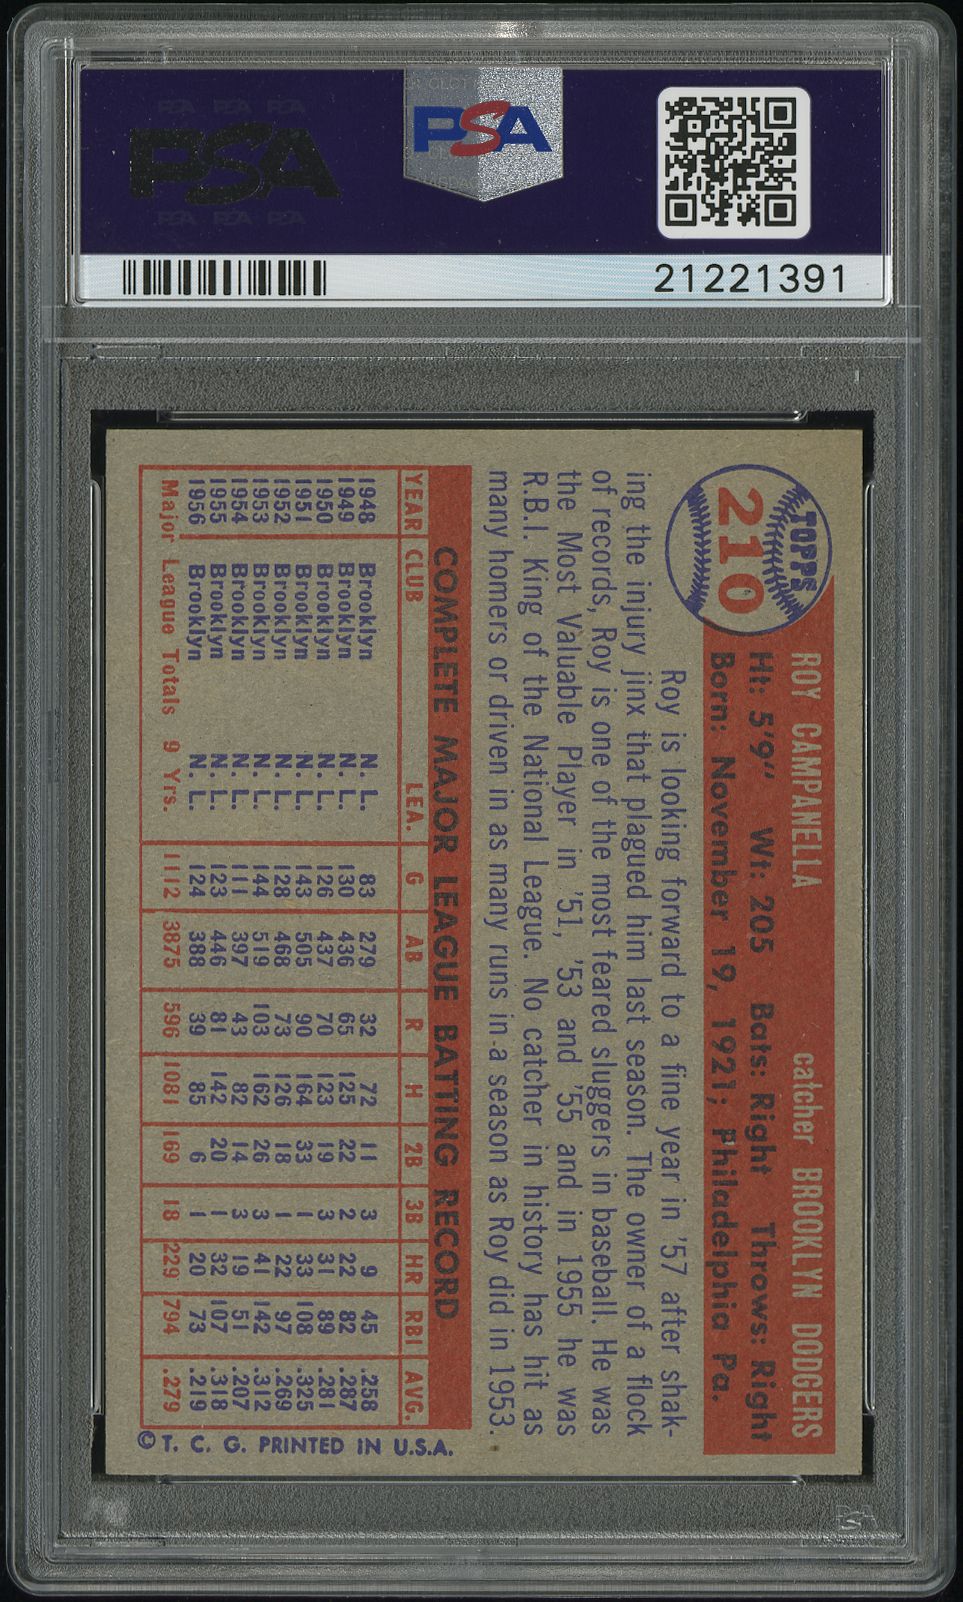 PSA
PSA
21221391
TOPPS
210
ROY CAMPANELLA catcher BROOKLYN DODGERS
Ht: 5'9" Wt: 205 Bats: Right Throws: Right
Born: November 19, 1921; Philadelphia Pa.
Roy is looking forward to a fine year in '57 after shak-
ing the injury jinx that plagued him last season. The owner of a flock
of records, Roy is one of the most feared sluggers in baseball. He was
the Most Valuable Player in '51, '53 and '55 and in 1955 he was
R.B.I. King of the National League. No catcher in history has hit as
many homers or driven in as many runs in a season as Roy did in 1953.
COMPLETE MAJOR LEAGUE BATTING RECORD
YEAR CLUB LEA. G AB R H 2B 3B HR RBI AVG.
1948 Brooklyn N. L. 83 279 32 72 11 3 9 45 .258
1949 Brooklyn N. L. 130 436 65 125 22 2 22 82 .287
1950 Brooklyn N. L. 126 437 70 123 19 3 31 89 .281
1951 Brooklyn N. L. 143 505 90 164 33 1 33 108 .325
1952 Brooklyn N. L. 128 468 73 126 18 1 22 97 .269
1953 Brooklyn N. L. 144 519 103 162 26 3 41 142 .312
1954 Brooklyn N. L. 111 397 43 82 14 3 19 51 .207
1955 Brooklyn N. L. 123 446 81 142 20 1 32 107 .318
1956 Brooklyn N. L. 124 388 39 85 6 1 20 73 .219
Major League Totals 9 Yrs. 1112 3875 596 1081 169 18 229 794 .279
© T. C. G. PRINTED IN U.S.A.
PSA